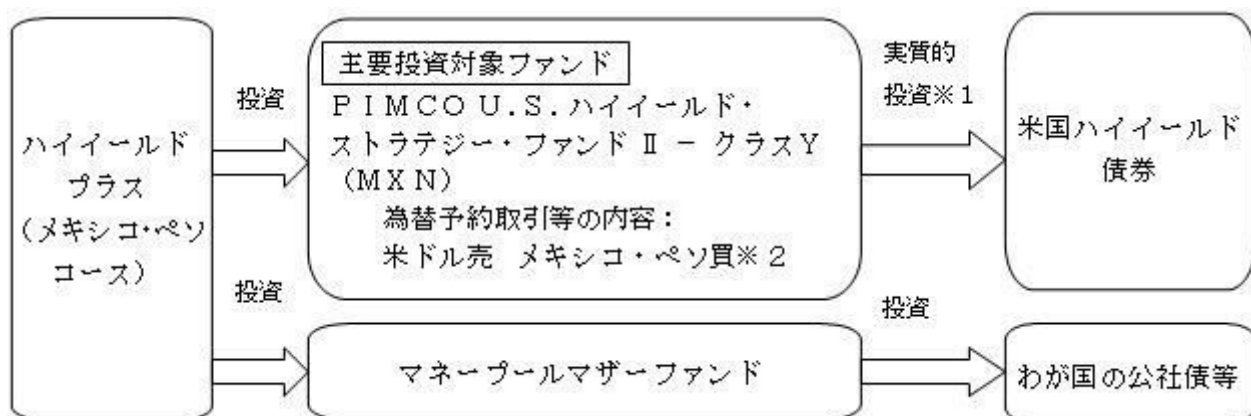 ハイイールド
プラス
(メキシコ・ペソ
コース)
投資
投資
主要投資対象ファンド
ＰＩＭＣＯ Ｕ.Ｓ.ハイイールド・
ストラテジー・ファンド Ⅱ － クラスＹ
(ＭＸＮ)
為替予約取引等の内容：
米ドル売 メキシコ・ペソ買※２
マネープールマザーファンド
実質的
投資※１
投資
米国ハイイールド
債券
わが国の公社債等